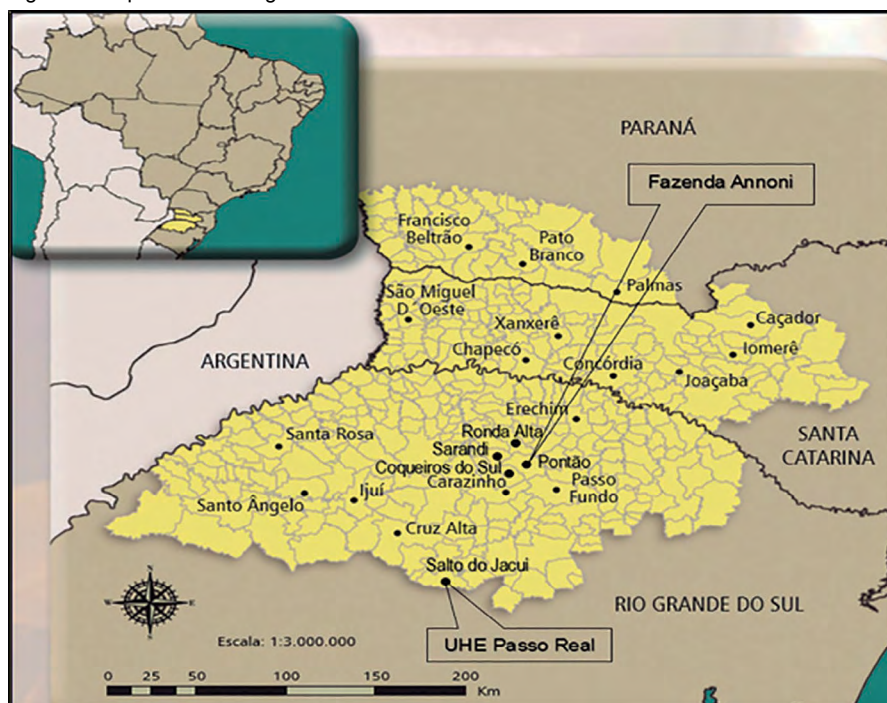 PARANÁ
Fazenda Annoni
Francisco
Beltrão
Pato
Branco
Palmas
São Miguel
D´Oeste
Xanxerê
Caçador
Chapecó
Iomerê
ARGENTINA
Concórdia
Joaçaba
Erechim
Ronda Alta
Santa Rosa
SANTA
CATARINA
Sarandi
Coqueiros do Sul
Pontão
Carazinho
Passo
Fundo
Santo Ângelo
Ijuí
Cruz Alta
Salto do Jacui
RIO GRANDE DO SUL
N
W
E
S
Escala: 1:3.000.000
UHE Passo Real
0 25 50 100 150 200
Km